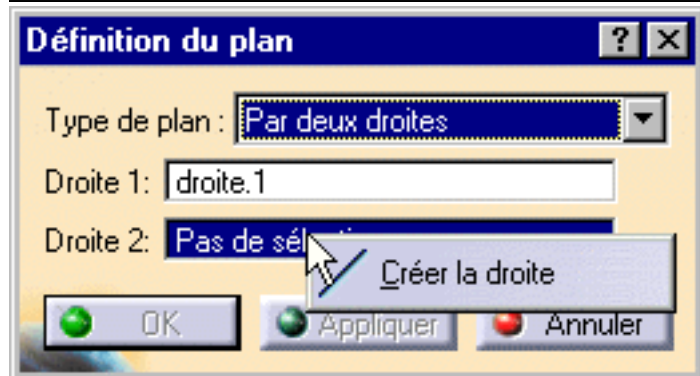 Définition du plan
Type de plan : Par deux droites
Droite 1: droite.1
Droite 2: Pas de
Créer la droite
OK Appliquer Annuler